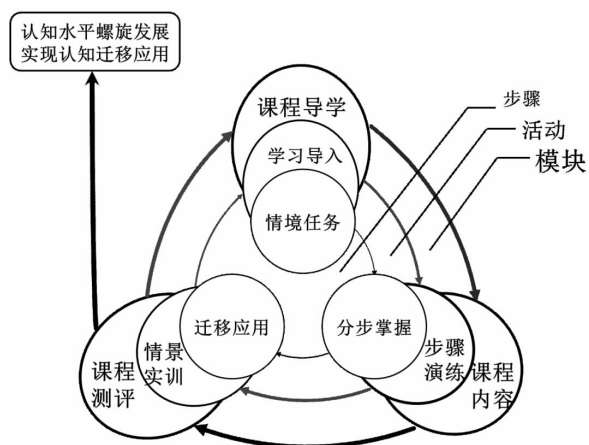 认知水平螺旋发展
实现认知迁移应用
课程导学
步骤
活动
模块
学习导入
情境任务
迁移应用
分步掌握
情景
实训
步骤
演练
课程
测评
课程
内容